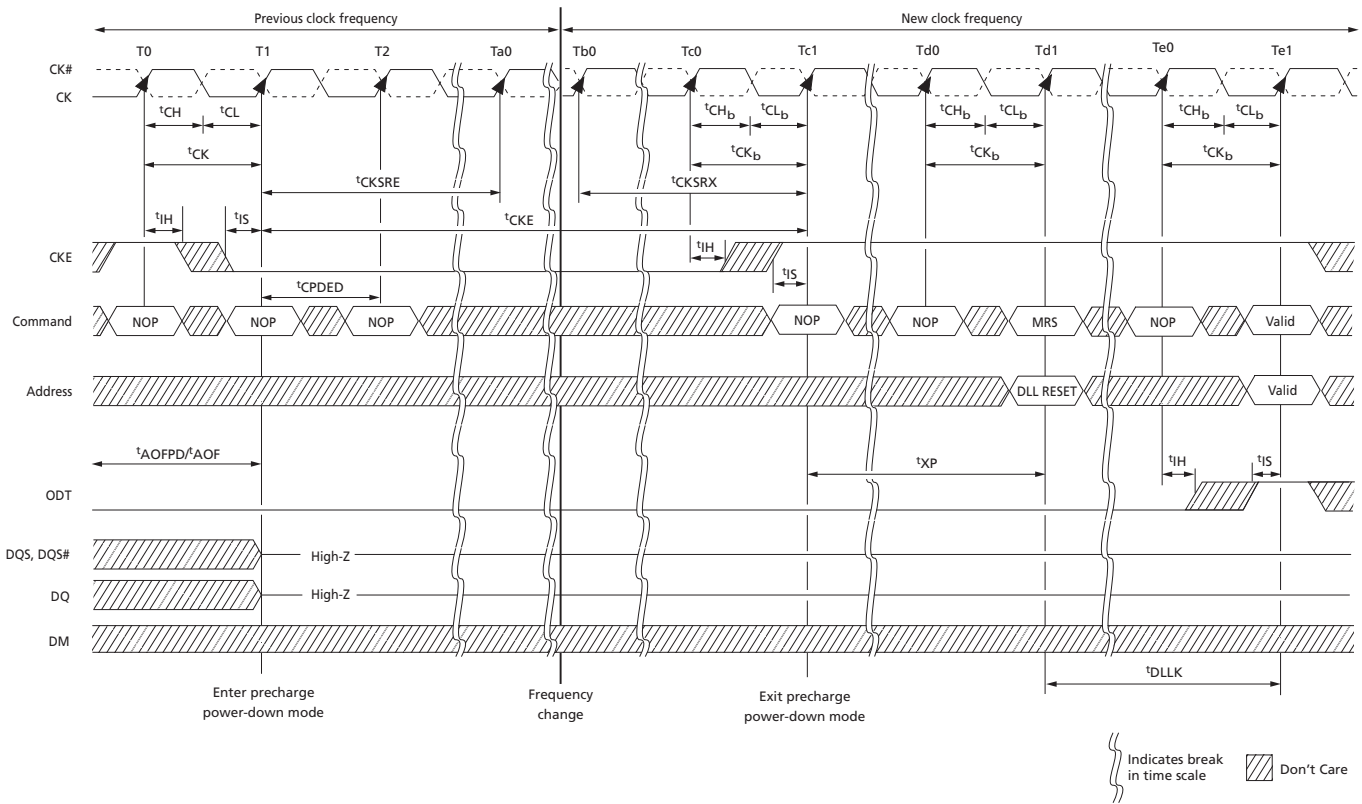 Previous clock frequency New clock frequency
T0 T1 T2 Ta0 Tb0 Tc0 Tc1 Td0 Td1 Te0 Te1
CK#
CK
tCH tCL tCHb tCLb tCHb tCLb tCHb tCLb
tCK tCKb tCKb tCKb
tCKSRE tCKSRX
tIH tIS tCKE
CKE tIH
tIS
tCPDED
Command NOP NOP NOP NOP NOP MRS NOP Valid
Address DLL RESET Valid
tAOFPD/tAOF tXP tIH tIS
ODT
DQS, DQS# High-Z
DQ High-Z
DM
tDLLK
Enter precharge
power-down mode
Frequency
change
Exit precharge
power-down mode
Indicates break
in time scale
Don't Care